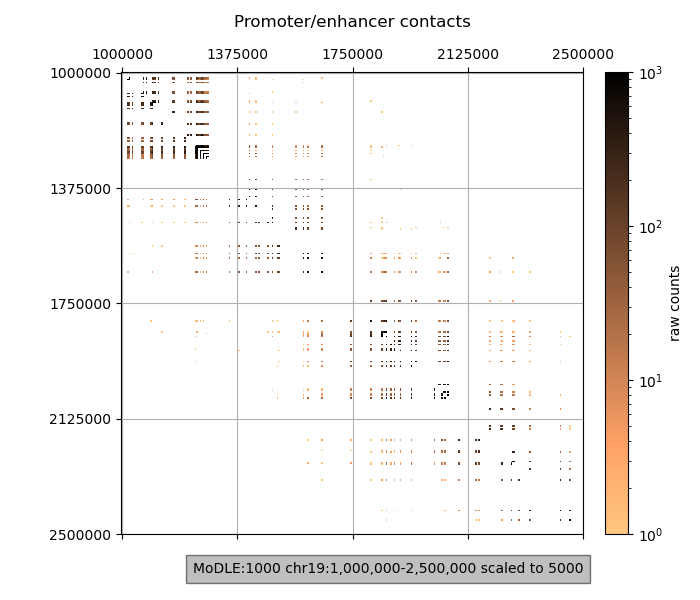 Promoter/enhancer contacts
1000000 1375000 1750000 2125000 2500000
1000000
1375000
1750000
2125000
2500000
10³
10²
10¹
10⁰
raw counts
MoDLE:1000 chr19:1,000,000-2,500,000 scaled to 5000